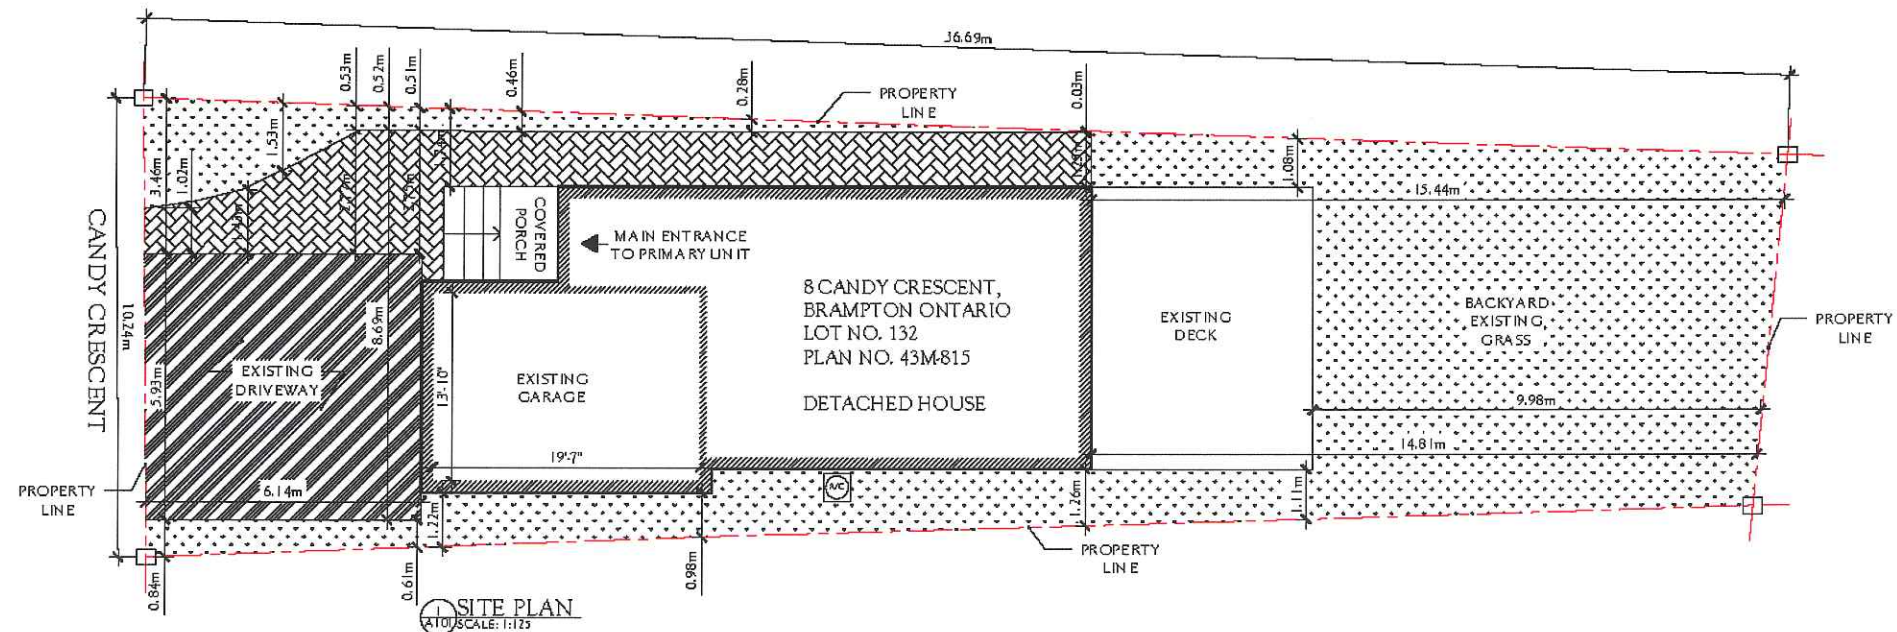 36.69m
0.53m
0.52m
0.51m
0.46m
0.28m
0.03m
PROPERTY
LINE
1.53m
3.46m
1.02m
1.08m
15.44m
COVERED
PORCH
MAIN ENTRANCE
TO PRIMARY UNIT
CANDY CRESCENT
10.24m
8 CANDY CRESCENT,
BRAMPTON ONTARIO
LOT NO. 132
PLAN NO. 43M-815
DETACHED HOUSE
EXISTING
DECK
BACKYARD
EXISTING
GRASS
PROPERTY
LINE
8.69m
5.93m
EXISTING
DRIVEWAY
EXISTING
GARAGE
13'-10"
19'-7"
9.98m
14.81m
PROPERTY
LINE
6.14m
A/C
1.22m
1.26m
1.11m
PROPERTY
LINE
0.84m
0.61m
0.98m
1
A101
SITE PLAN
SCALE: 1:125